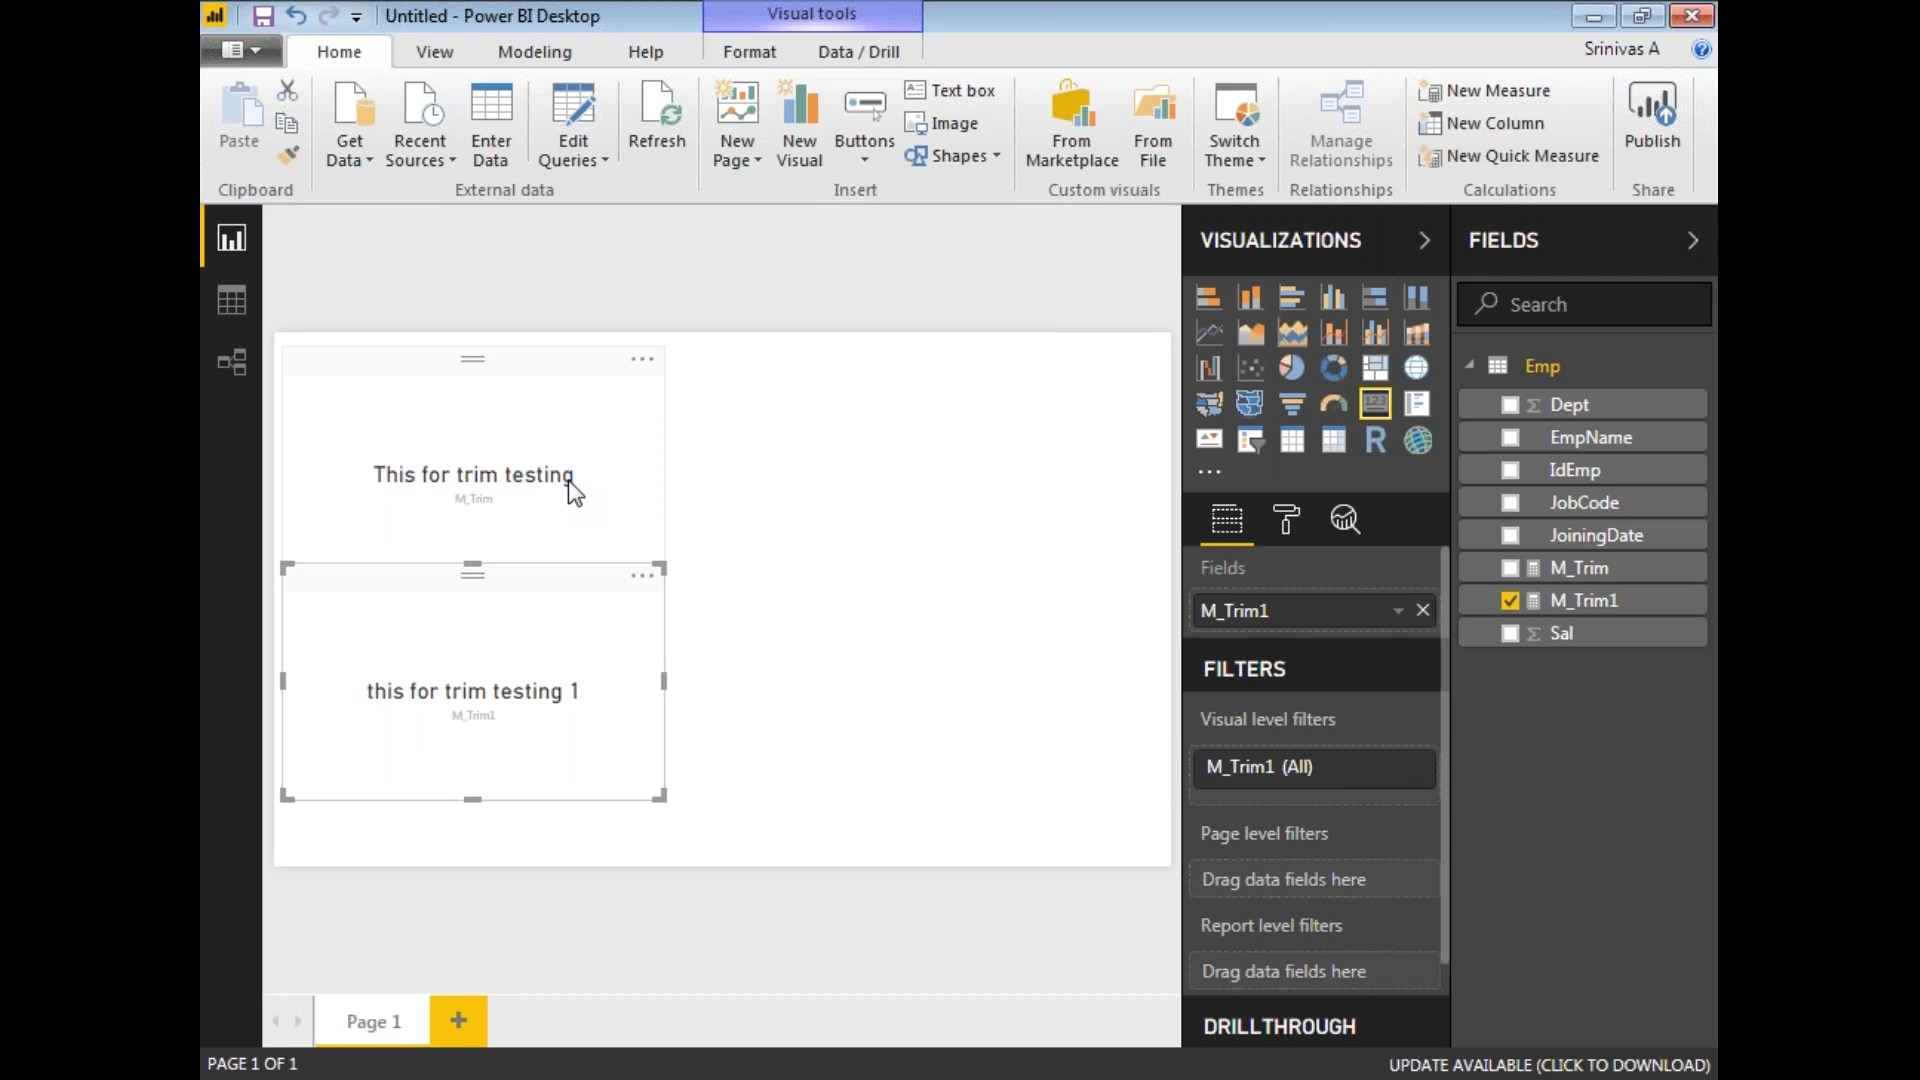 Untitled - Power BI Desktop
Visual tools
Home View Modeling Help Format Data / Drill
Srinivas A
Paste
Get Data
Recent Sources
Enter Data
Edit Queries
Refresh
New Page
New Visual
Buttons
Text box
Image
Shapes
From Marketplace
From File
Switch Theme
Manage Relationships
New Measure
New Column
New Quick Measure
Publish
Clipboard External data Insert Custom visuals Themes Relationships Calculations Share
This for trim testing
M_Trim
this for trim testing 1
M_Trim1
VISUALIZATIONS
123
R
Fields
M_Trim1
FILTERS
Visual level filters
M_Trim1 (All)
Page level filters
Drag data fields here
Report level filters
Drag data fields here
DRILLTHROUGH
FIELDS
Search
Emp
Σ Dept
EmpName
IdEmp
JobCode
JoiningDate
M_Trim
M_Trim1
Σ Sal
Page 1 +
PAGE 1 OF 1
UPDATE AVAILABLE (CLICK TO DOWNLOAD)